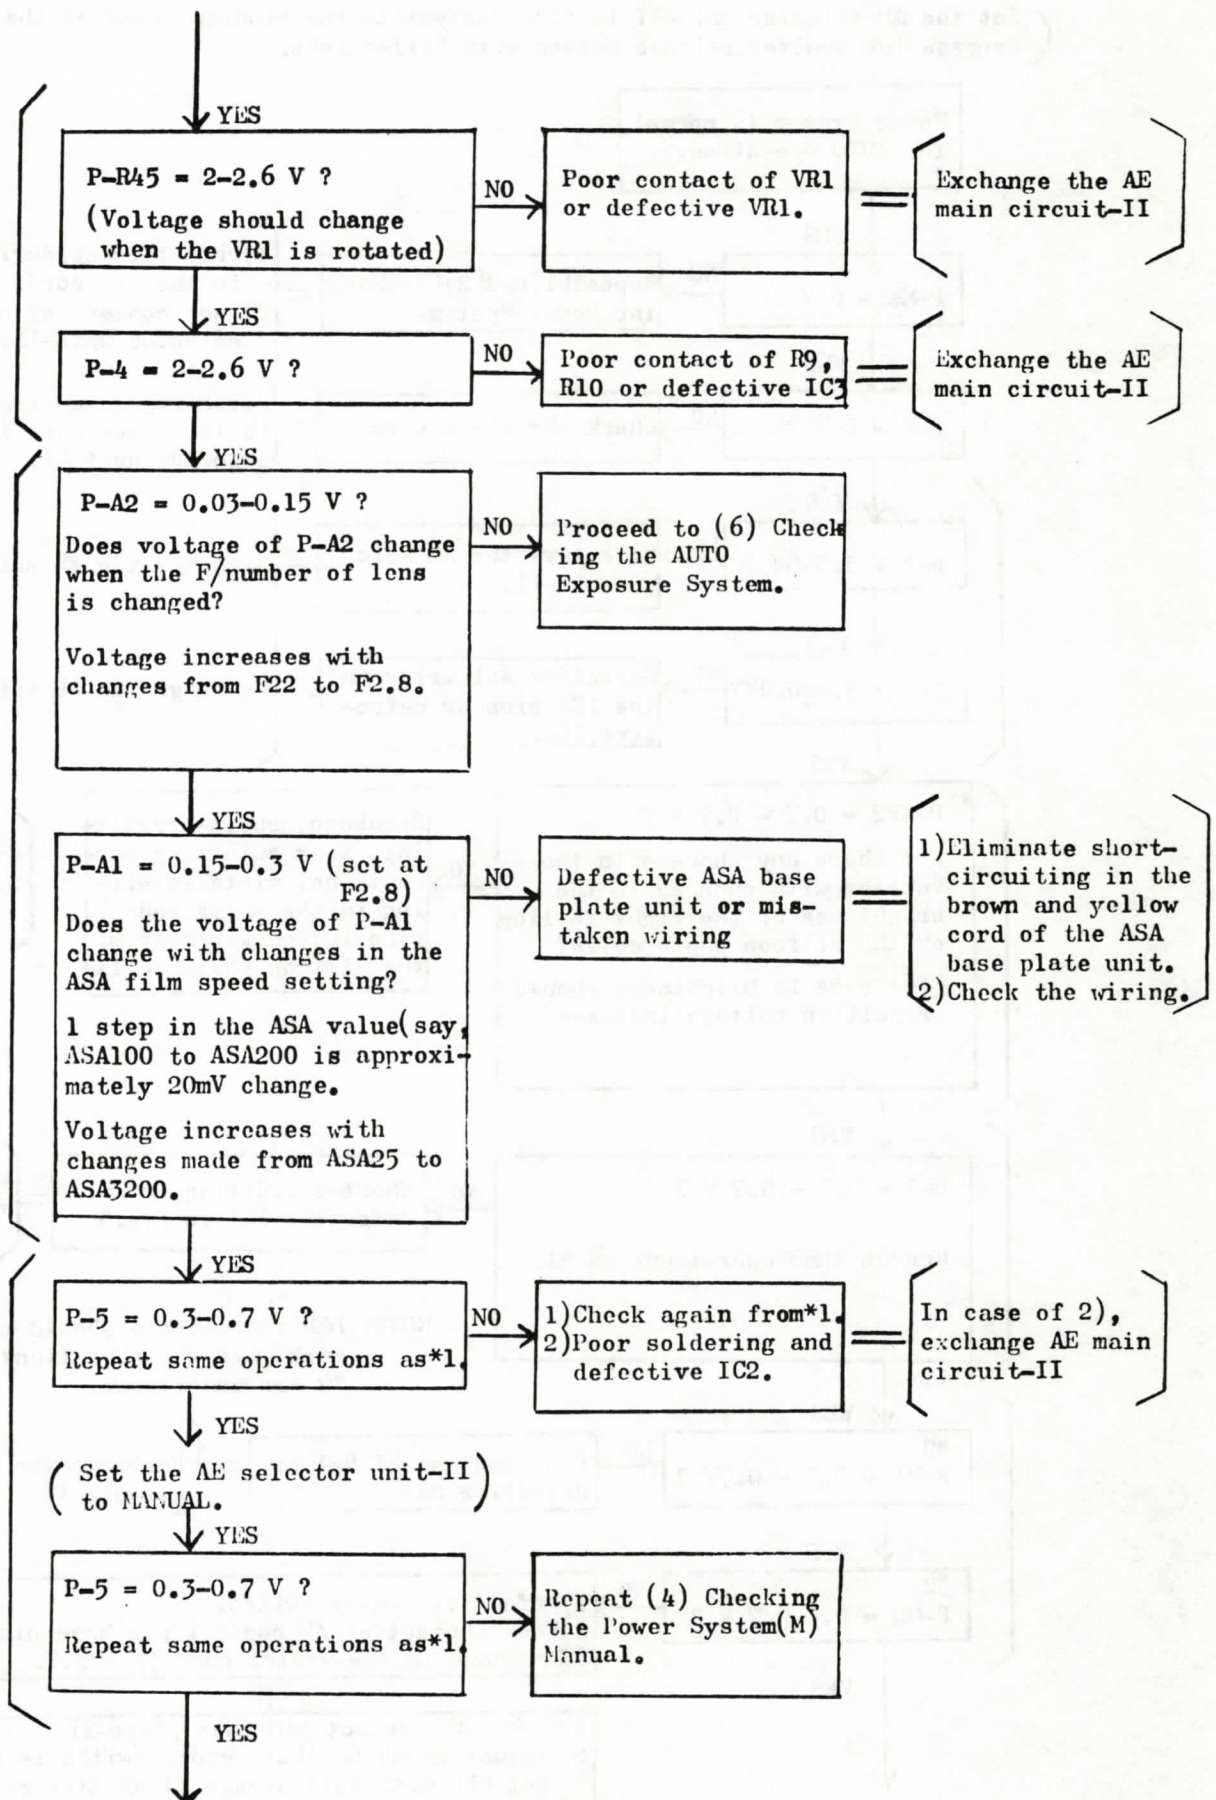 YES
P-R45 = 2-2.6 V ?
(Voltage should change
when the VR1 is rotated)
NO
Poor contact of VR1
or defective VR1.
Exchange the AE
main circuit-II
YES
P-4 = 2-2.6 V ?
NO
Poor contact of R9,
R10 or defective IC3
Exchange the AE
main circuit-II
YES
P-A2 = 0.03-0.15 V ?
Does voltage of P-A2 change
when the F/number of lens
is changed?
Voltage increases with
changes from F22 to F2.8.
NO
Proceed to (6) Check
ing the AUTO
Exposure System.
YES
P-A1 = 0.15-0.3 V (set at
F2.8)
Does the voltage of P-A1
change with changes in the
ASA film speed setting?
1 step in the ASA value(say,
ASA100 to ASA200 is approxi-
mately 20mV change.
Voltage increases with
changes made from ASA25 to
ASA3200.
NO
Defective ASA base
plate unit or mis-
taken wiring
1)Eliminate short-
circuiting in the
brown and yellow
cord of the ASA
base plate unit.
2)Check the wiring.
YES
P-5 = 0.3-0.7 V ?
Repeat same operations as*1.
NO
1)Check again from*1.
2)Poor soldering and
defective IC2.
In case of 2),
exchange AE main
circuit-II
YES
( Set the AE selector unit-II )
to MANUAL.
YES
P-5 = 0.3-0.7 V ?
Repeat same operations as*1.
NO
Repeat (4) Checking
the Power System(M)
Manual.
YES